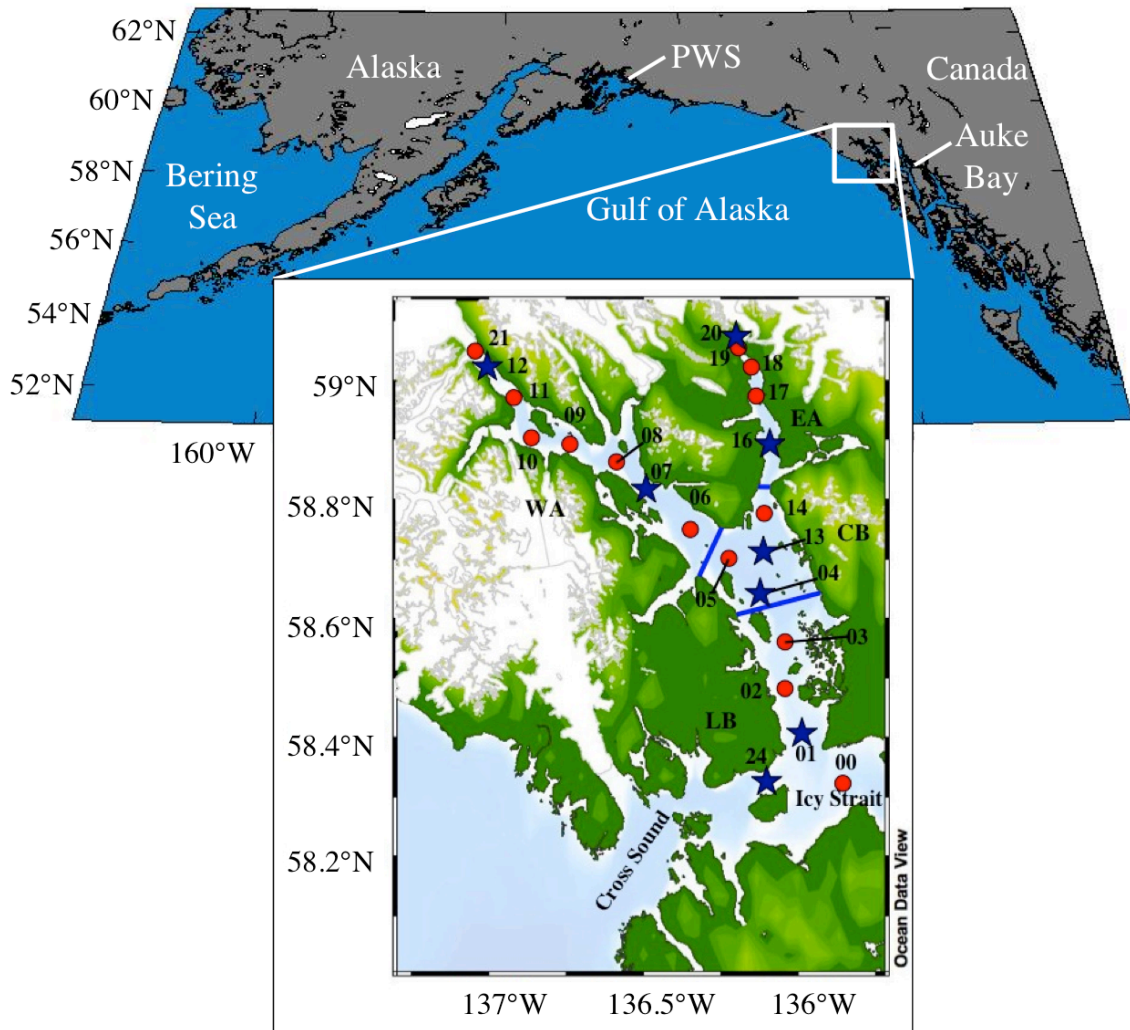 62°N
60°N
58°N
56°N
54°N
52°N
160°W
Alaska
PWS
Canada
Auke
Bay
Bering
Sea
Gulf of Alaska
59°N
58.8°N
58.6°N
58.4°N
58.2°N
137°W
136.5°W
136°W
21
12
11
09
10
08
07
06
WA
20
19
18
17
EA
16
14
CB
13
04
05
03
02
LB
01
24
00
Icy Strait
Cross Sound
Ocean Data View